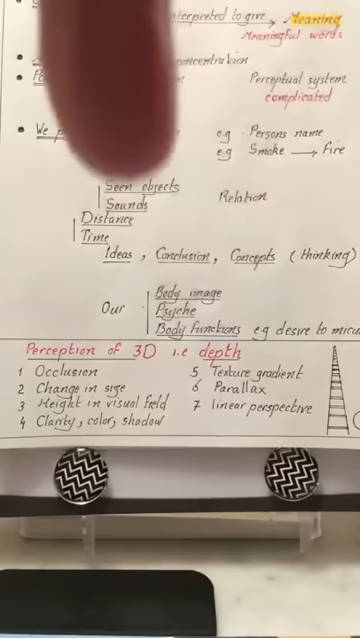 interpreted to give → Meaning
Meaningful words
concentration
Perceptual system
complicated
We
e.g. Persons name
e.g Smoke → Fire
Seen objects
Sounds
Relation
Distance
Time
Ideas, Conclusion, Concepts (thinking)
Our
Body image
Psyche
Body functions eg desire to mictu
Perception of 3D i.e depth
1 Occlusion
2 Change in size
3 Height in visual field
4 Clarity, color, shadow
5 Texture gradient
6 Parallax
7 linear perspective